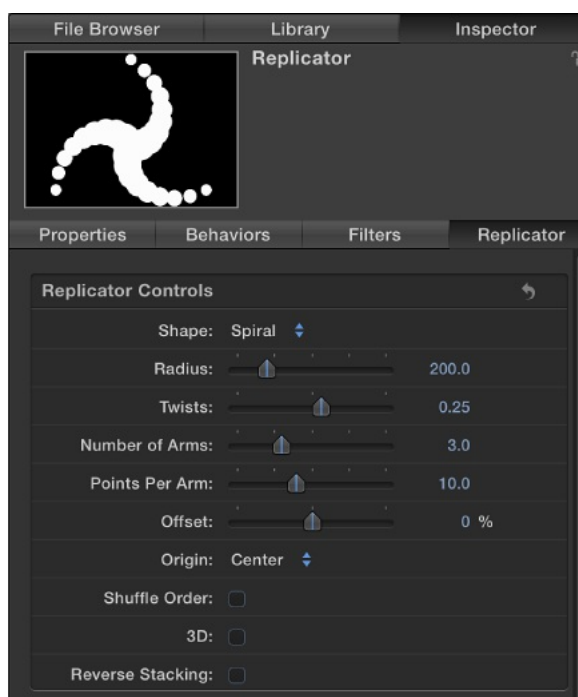 File Browser Library Inspector
Replicator
Properties Behaviors Filters Replicator
Replicator Controls
Shape: Spiral
Radius: 200.0
Twists: 0.25
Number of Arms: 3.0
Points Per Arm: 10.0
Offset: 0 %
Origin: Center
Shuffle Order:
3D:
Reverse Stacking: